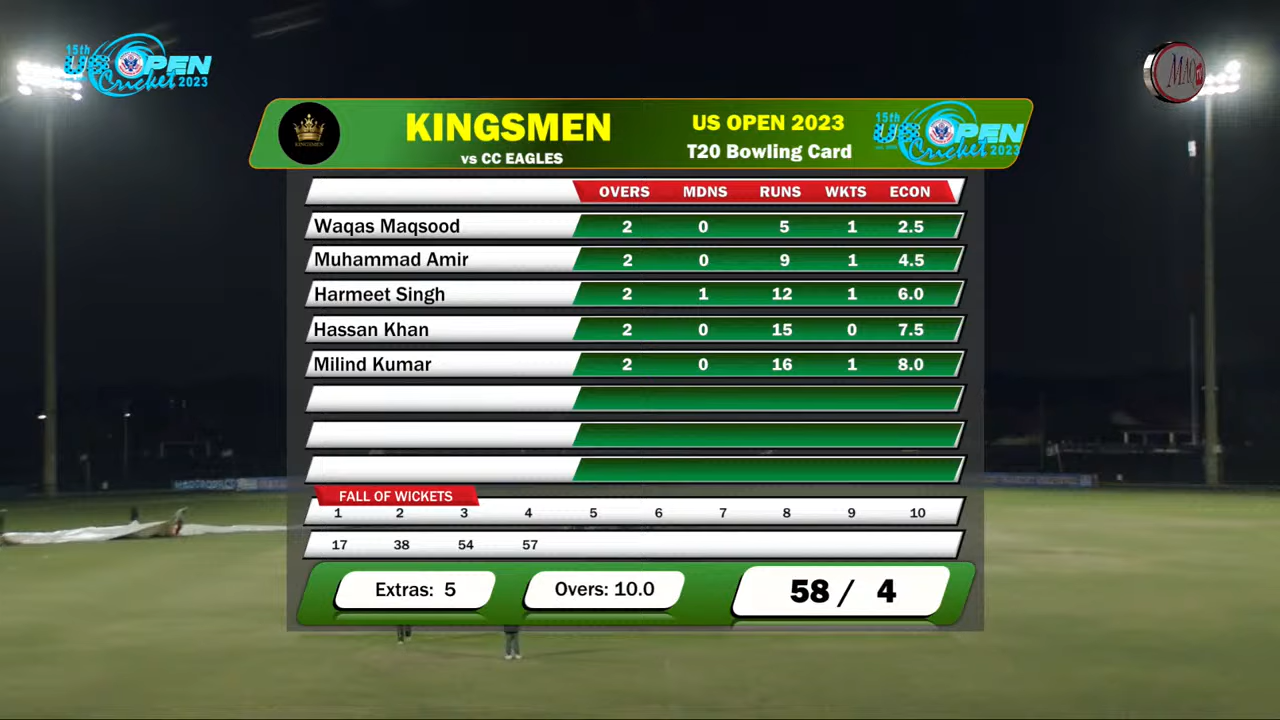 15th
US OPEN
Cricket 2023
MAQ
KINGSMEN
KINGSMEN
vs CC EAGLES
US OPEN 2023
T20 Bowling Card
15th
US OPEN
Cricket 2023
OVERS MDNS RUNS WKTS ECON
Waqas Maqsood 2 0 5 1 2.5
Muhammad Amir 2 0 9 1 4.5
Harmeet Singh 2 1 12 1 6.0
Hassan Khan 2 0 15 0 7.5
Milind Kumar 2 0 16 1 8.0
FALL OF WICKETS
1 2 3 4 5 6 7 8 9 10
17 38 54 57
Extras: 5 Overs: 10.0 58 / 4